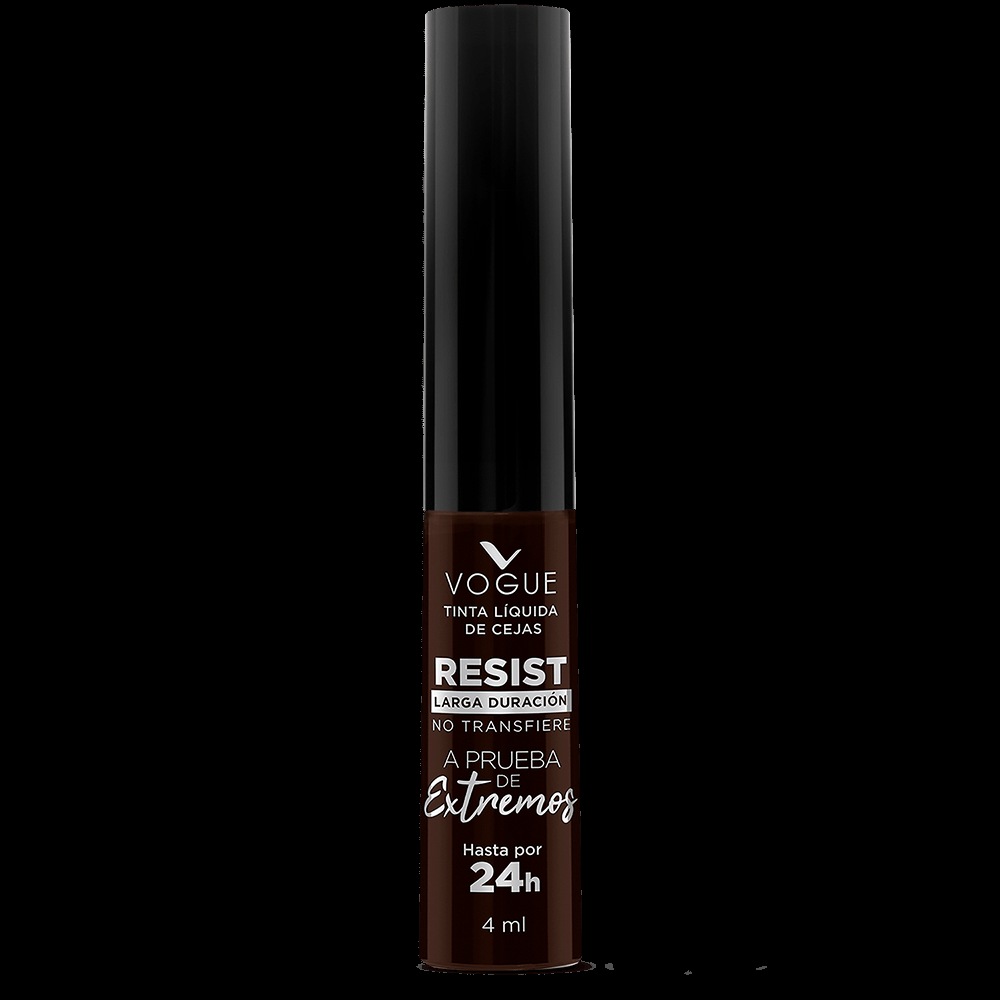 VOGUE
TINTA LÍQUIDA
DE CEJAS
RESIST
LARGA DURACIÓN
NO TRANSFIERE
A PRUEBA
DE
Extremos
Hasta por
24h
4 ml